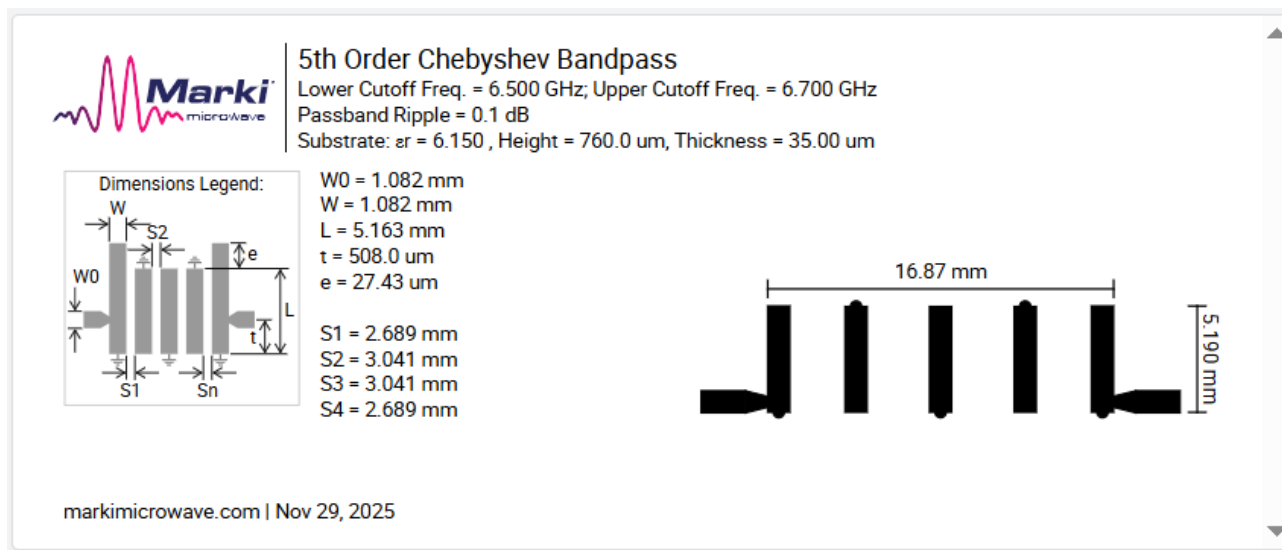 Marki
microwave
5th Order Chebyshev Bandpass
Lower Cutoff Freq. = 6.500 GHz; Upper Cutoff Freq. = 6.700 GHz
Passband Ripple = 0.1 dB
Substrate: εr = 6.150 , Height = 760.0 um, Thickness = 35.00 um
Dimensions Legend:
W
S2
e
W0
L
t
S1
Sn
W0 = 1.082 mm
W = 1.082 mm
L = 5.163 mm
t = 508.0 um
e = 27.43 um
S1 = 2.689 mm
S2 = 3.041 mm
S3 = 3.041 mm
S4 = 2.689 mm
16.87 mm
5.190 mm
markimicrowave.com | Nov 29, 2025